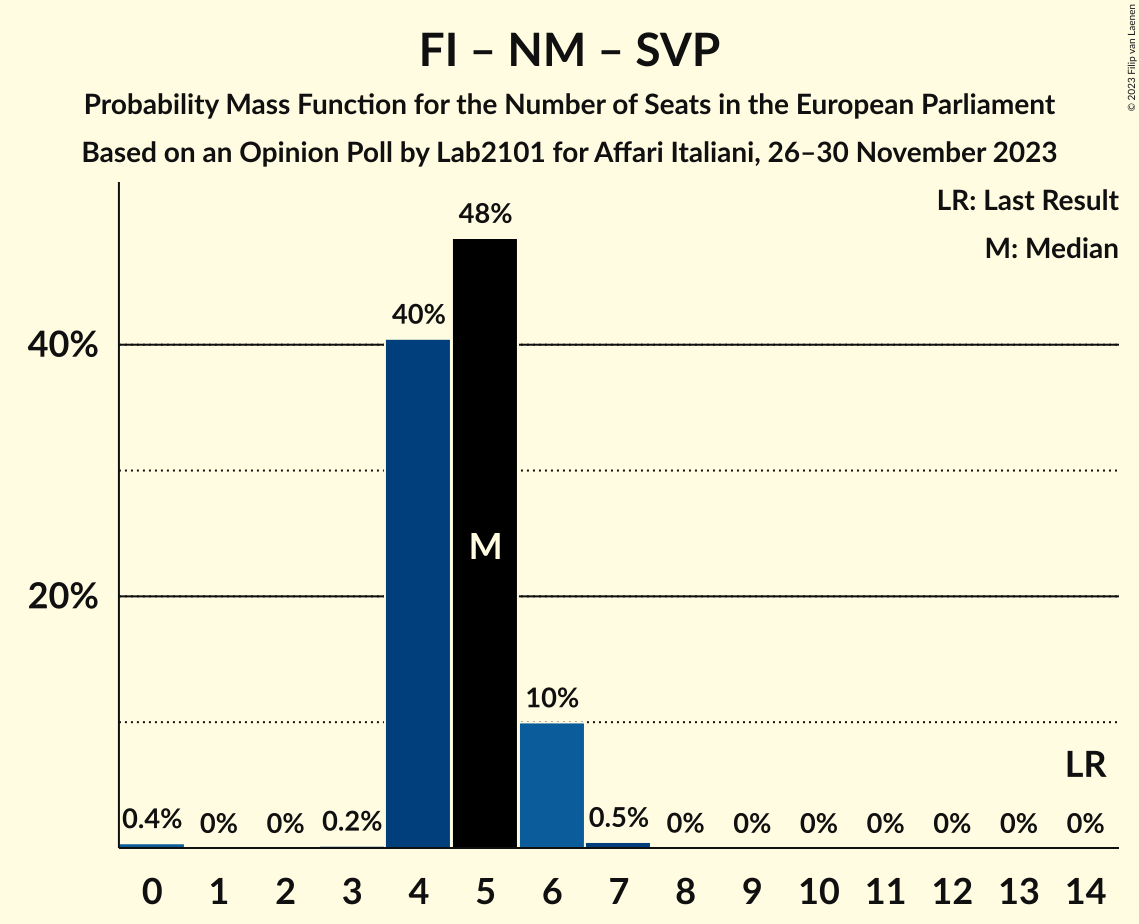 FI – NM – SVP
Probability Mass Function for the Number of Seats in the European Parliament
Based on an Opinion Poll by Lab2101 for Affari Italiani, 26–30 November 2023
© 2023 Filip van Laenen
LR: Last Result
M: Median
48%
40%
40%
M
20%
10%
LR
0.4% 0% 0% 0.2% 0.5% 0% 0% 0% 0% 0% 0% 0%
0 1 2 3 4 5 6 7 8 9 10 11 12 13 14